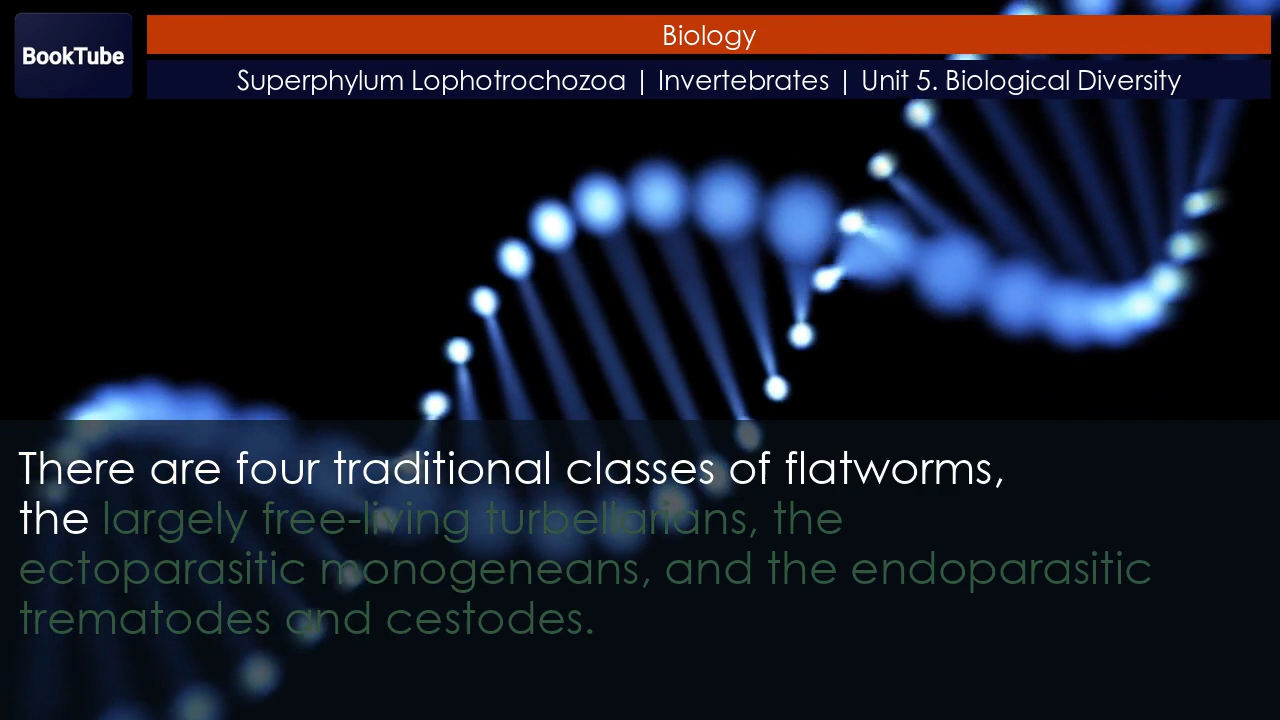 BookTube
Biology
Superphylum Lophotrochozoa | Invertebrates | Unit 5. Biological Diversity
There are four traditional classes of flatworms,
the largely free-living turbellarians, the
ectoparasitic monogeneans, and the endoparasitic
trematodes and cestodes.